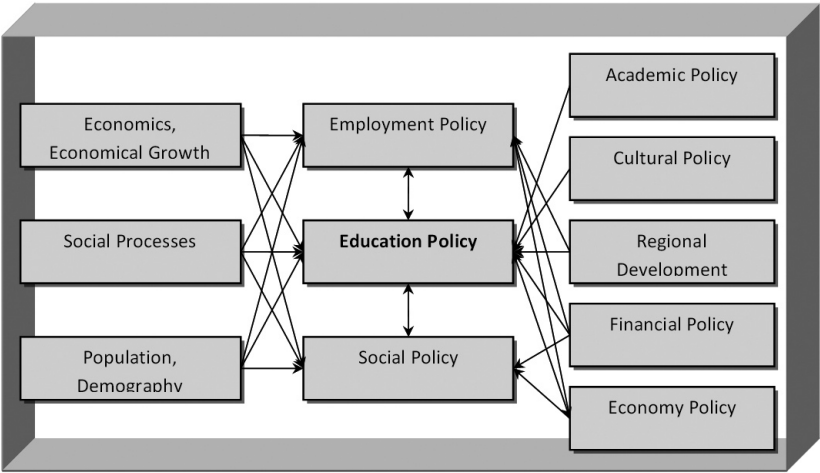 Economics,
Economical Growth
Social Processes
Population,
Demography
Employment Policy
Education Policy
Social Policy
Academic Policy
Cultural Policy
Regional
Development
Financial Policy
Economy Policy